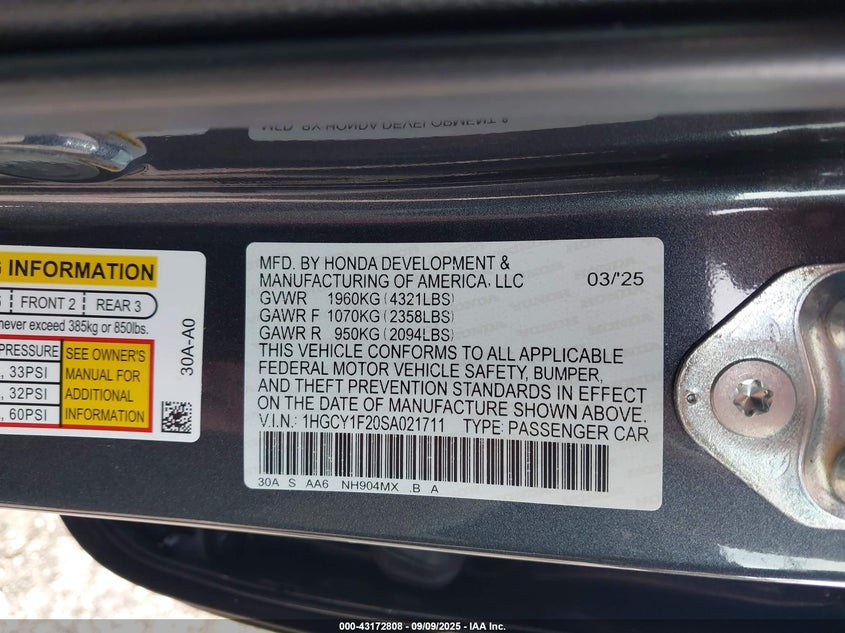 MFD. BY HONDA DEVELOPMENT &
G INFORMATION
FRONT 2 REAR 3
never exceed 385kg or 850lbs.
PRESSURE
, 33PSI
, 32PSI
, 60PSI
SEE OWNER'S
MANUAL FOR
ADDITIONAL
INFORMATION
30A-A0
MFD. BY HONDA DEVELOPMENT &
MANUFACTURING OF AMERICA, LLC 03/'25
GVWR 1960KG (4321LBS)
GAWR F 1070KG (2358LBS)
GAWR R 950KG (2094LBS)
THIS VEHICLE CONFORMS TO ALL APPLICABLE
FEDERAL MOTOR VEHICLE SAFETY, BUMPER,
AND THEFT PREVENTION STANDARDS IN EFFECT
ON THE DATE OF MANUFACTURE SHOWN ABOVE.
V.I.N: 1HGCY1F20SA021711 TYPE: PASSENGER CAR
30A S AA6 NH904MX .B A
000-43172808 - 09/09/2025 - IAA Inc.